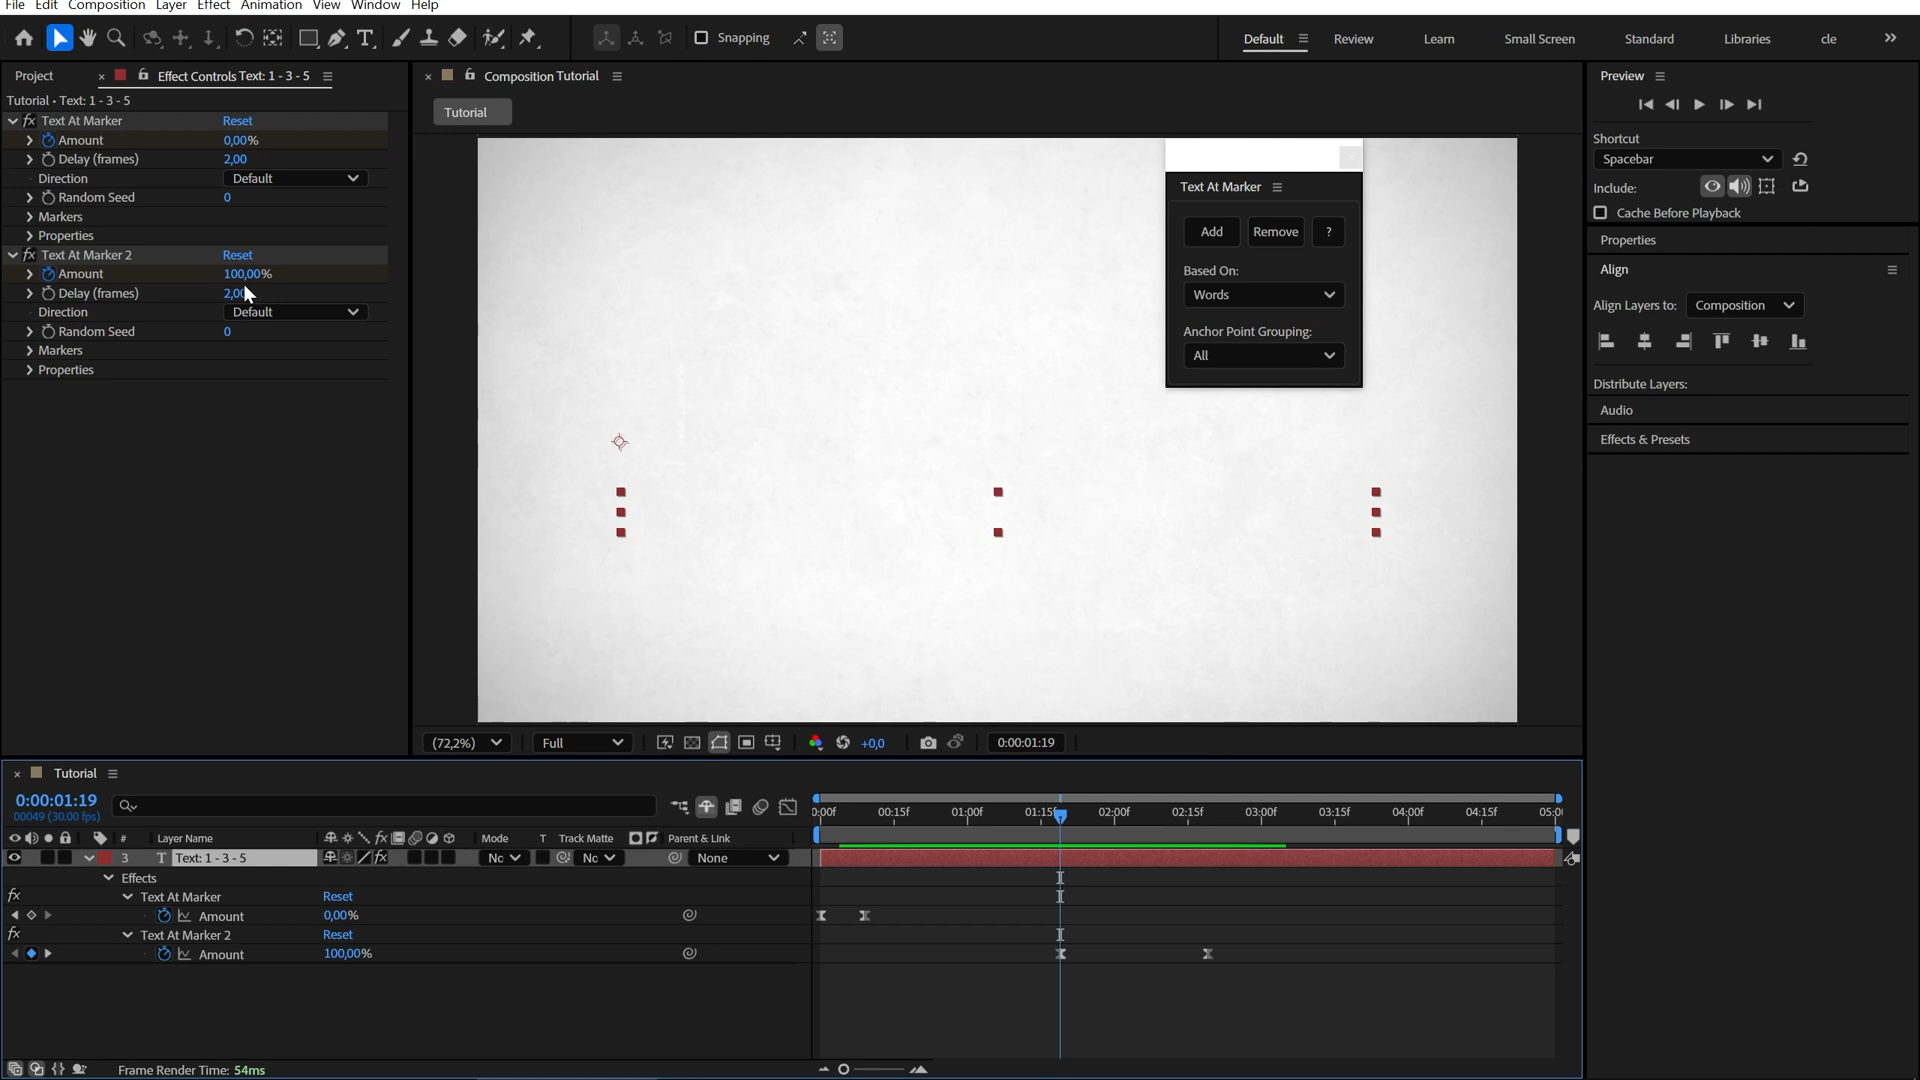 File Edit Composition Layer Effect Animation View Window Help
Snapping
Default Review Learn Small Screen Standard Libraries cle
Project Effect Controls Text: 1 - 3 - 5
Tutorial • Text: 1 - 3 - 5
Text At Marker Reset
Amount 0,00%
Delay (frames) 2,00
Direction Default
Random Seed 0
Markers
Properties
Text At Marker 2 Reset
Amount 100,00%
Delay (frames) 2,0
Direction Default
Random Seed 0
Markers
Properties
Composition Tutorial
Tutorial
Text At Marker
Add Remove ?
Based On:
Words
Anchor Point Grouping:
All
(72,2%) Full +0,0 0:00:01:19
Preview
Shortcut
Spacebar
Include:
Cache Before Playback
Properties
Align
Align Layers to: Composition
Distribute Layers:
Audio
Effects & Presets
Tutorial
0:00:01:19
00049 (30.00 fps)
:00f 00:15f 01:00f 01:15f 02:00f 02:15f 03:00f 03:15f 04:00f 04:15f 05:0
# Layer Name Mode T Track Matte Parent & Link
3 T Text: 1 - 3 - 5 Nc Nc None
Effects
fx Text At Marker Reset
Amount 0,00%
fx Text At Marker 2 Reset
Amount 100,00%
Frame Render Time: 54ms